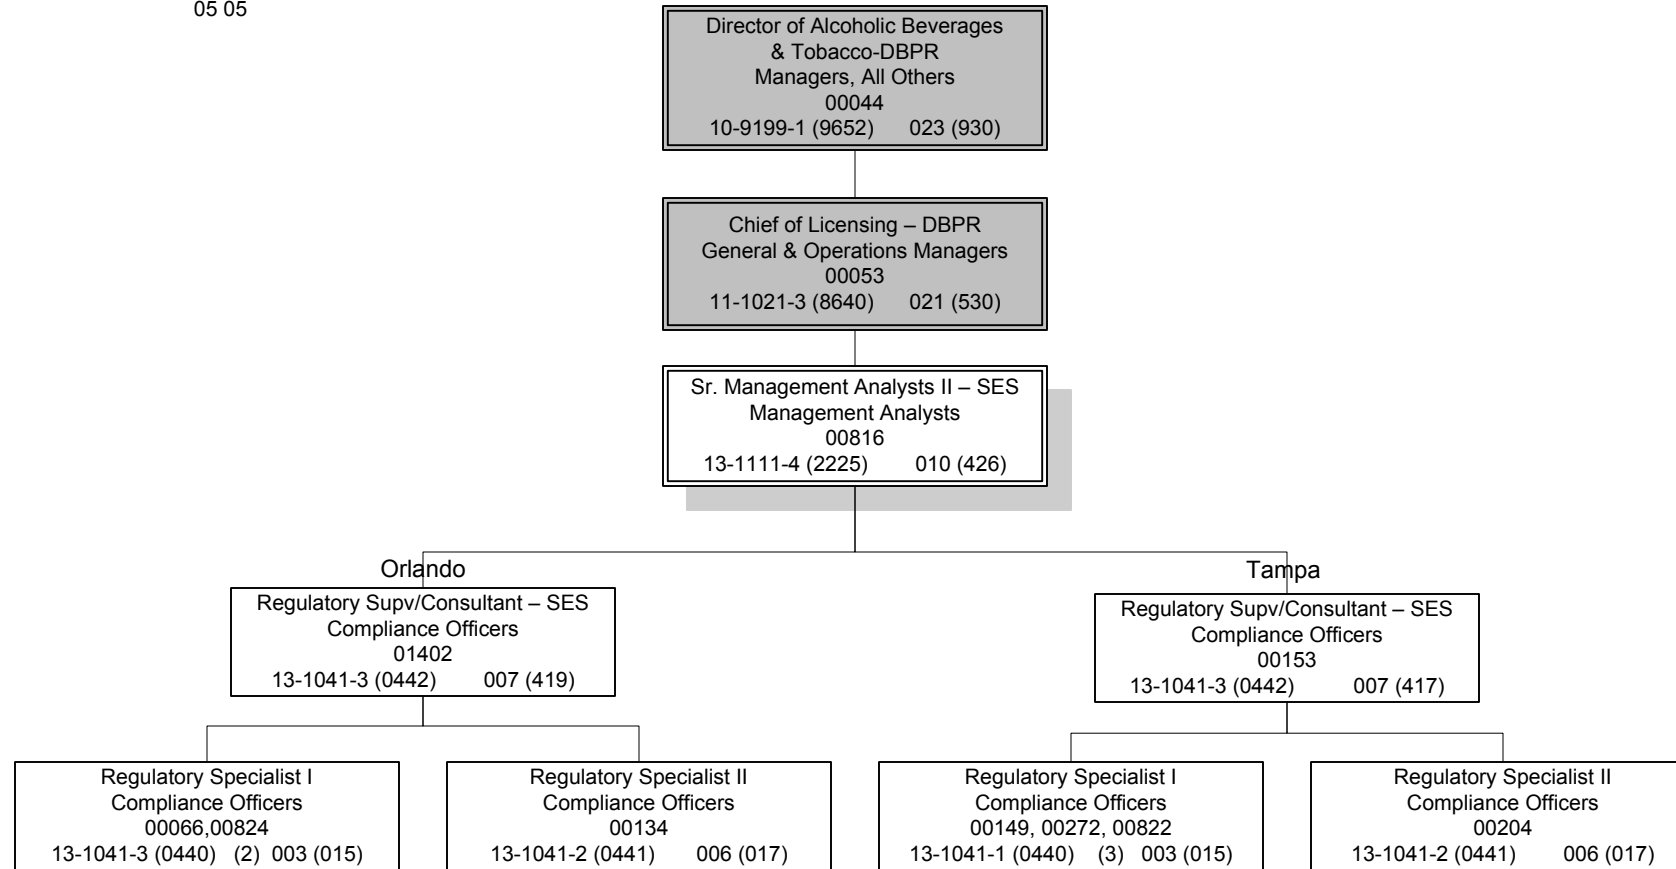 05 05
Director of Alcoholic Beverages
& Tobacco-DBPR
Managers, All Others
00044
10-9199-1 (9652) 023 (930)
Chief of Licensing – DBPR
General & Operations Managers
00053
11-1021-3 (8640) 021 (530)
Sr. Management Analysts II – SES
Management Analysts
00816
13-1111-4 (2225) 010 (426)
Orlando
Regulatory Supv/Consultant – SES
Compliance Officers
01402
13-1041-3 (0442) 007 (419)
Tampa
Regulatory Supv/Consultant – SES
Compliance Officers
00153
13-1041-3 (0442) 007 (417)
Regulatory Specialist I
Compliance Officers
00066,00824
13-1041-3 (0440) (2) 003 (015)
Regulatory Specialist II
Compliance Officers
00134
13-1041-2 (0441) 006 (017)
Regulatory Specialist I
Compliance Officers
00149, 00272, 00822
13-1041-1 (0440) (3) 003 (015)
Regulatory Specialist II
Compliance Officers
00204
13-1041-2 (0441) 006 (017)